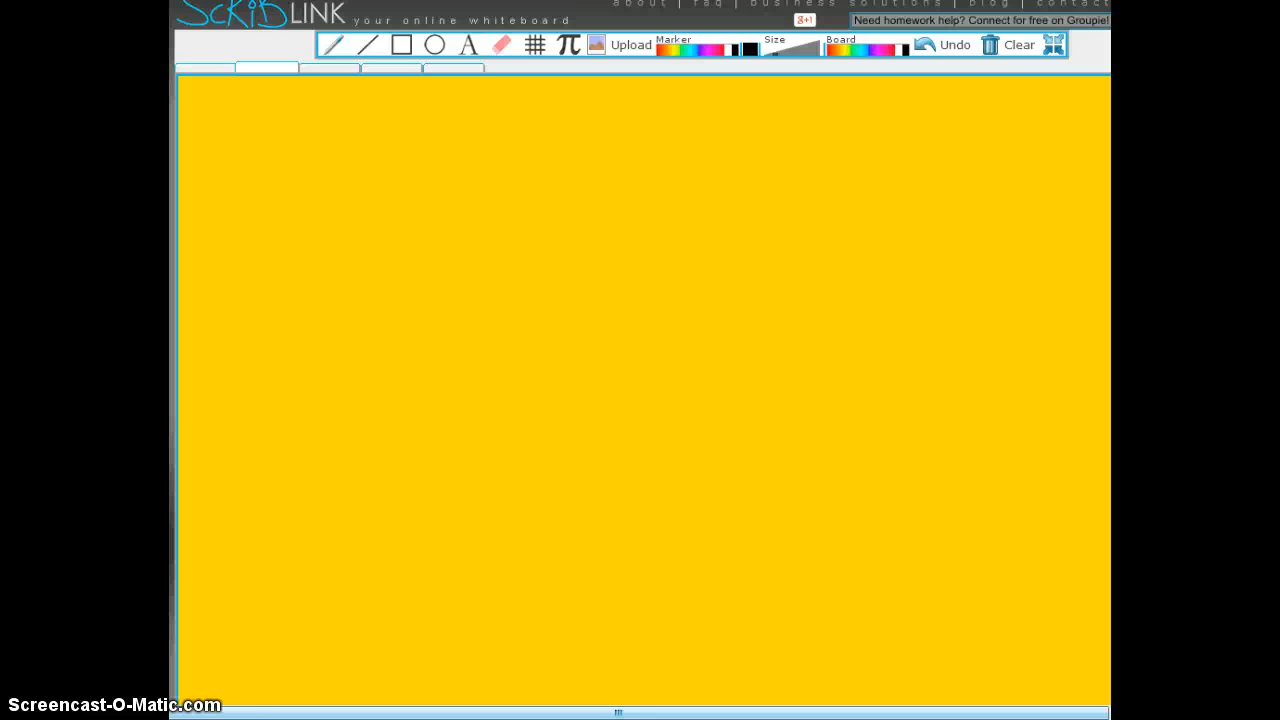 about | faq | business solutions | blog | contact
SCRiBLINK your online whiteboard
g+1
Need homework help? Connect for free on Groupie!
A π Upload Marker Size Board Undo Clear
Screencast-O-Matic.com